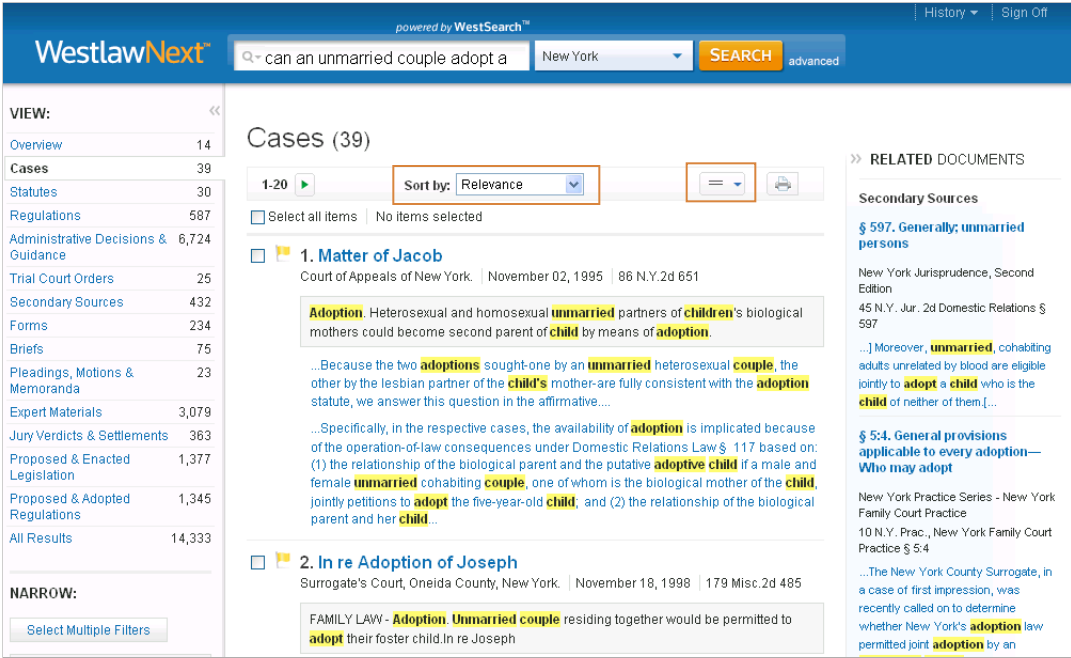 History
Sign Off
powered by WestSearch™
WestlawNext™
can an unmarried couple adopt a
New York
SEARCH
advanced
VIEW:
Overview 14
Cases 39
Statutes 30
Regulations 587
Administrative Decisions & 6,724
Guidance
Trial Court Orders 25
Secondary Sources 432
Forms 234
Briefs 75
Pleadings, Motions & 23
Memoranda
Expert Materials 3,079
Jury Verdicts & Settlements 363
Proposed & Enacted 1,377
Legislation
Proposed & Adopted 1,345
Regulations
All Results 14,333
NARROW:
Select Multiple Filters
Cases (39)
1-20
Sort by: Relevance
Select all items No items selected
1. Matter of Jacob
Court of Appeals of New York. November 02, 1995 86 N.Y.2d 651
Adoption. Heterosexual and homosexual unmarried partners of children's biological
mothers could become second parent of child by means of adoption.
...Because the two adoptions sought-one by an unmarried heterosexual couple, the
other by the lesbian partner of the child's mother-are fully consistent with the adoption
statute, we answer this question in the affirmative....
...Specifically, in the respective cases, the availability of adoption is implicated because
of the operation-of-law consequences under Domestic Relations Law § 117 based on:
(1) the relationship of the biological parent and the putative adoptive child if a male and
female unmarried cohabiting couple, one of whom is the biological mother of the child,
jointly petitions to adopt the five-year-old child; and (2) the relationship of the biological
parent and her child...
2. In re Adoption of Joseph
Surrogate's Court, Oneida County, New York. November 18, 1998 179 Misc.2d 485
FAMILY LAW - Adoption. Unmarried couple residing together would be permitted to
adopt their foster child.In re Joseph
RELATED DOCUMENTS
Secondary Sources
§ 597. Generally; unmarried
persons
New York Jurisprudence, Second
Edition
45 N.Y. Jur. 2d Domestic Relations §
597
...] Moreover, unmarried, cohabiting
adults unrelated by blood are eligible
jointly to adopt a child who is the
child of neither of them.[...
§ 5:4. General provisions
applicable to every adoption—
Who may adopt
New York Practice Series - New York
Family Court Practice
10 N.Y. Prac., New York Family Court
Practice § 5:4
...The New York County Surrogate, in
a case of first impression, was
recently called on to determine
whether New York's adoption law
permitted joint adoption by an